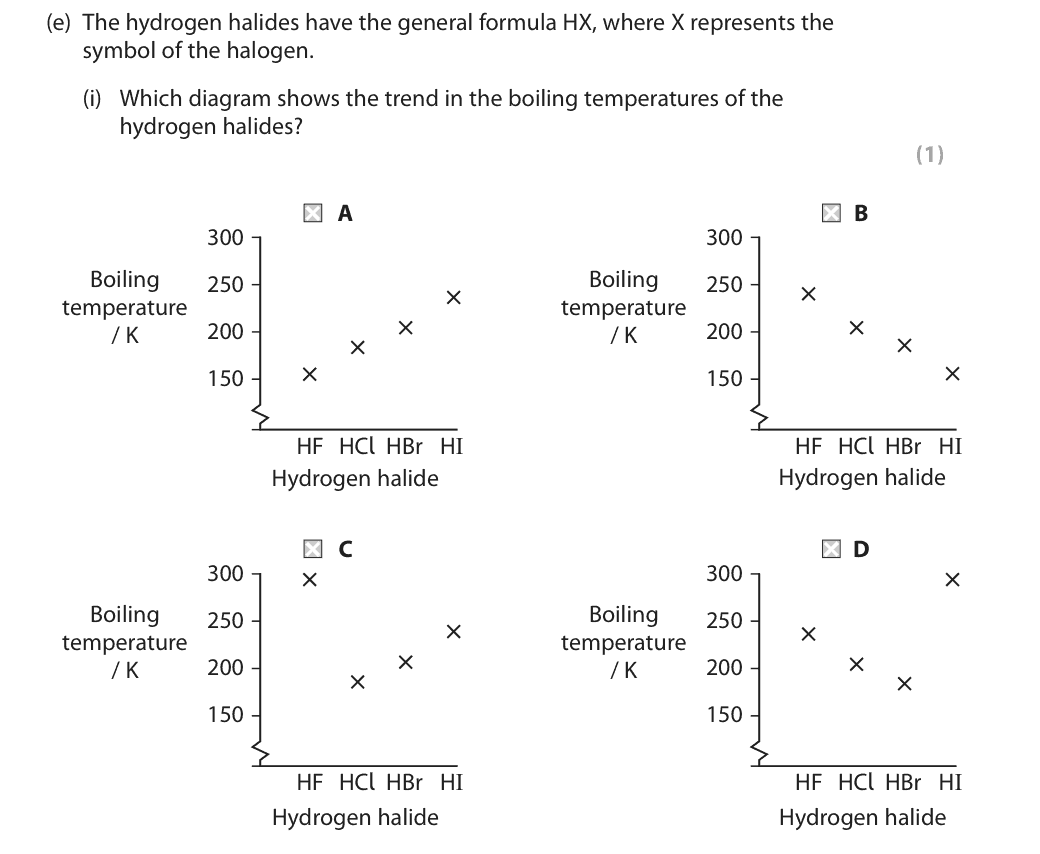 (e) The hydrogen halides have the general formula HX, where X represents the
symbol of the halogen.
(i) Which diagram shows the trend in the boiling temperatures of the
hydrogen halides?
(1)
A
300
250
200
150
Boiling
temperature
/ K
HF HCl HBr HI
Hydrogen halide
B
300
250
200
150
Boiling
temperature
/ K
HF HCl HBr HI
Hydrogen halide
C
300
250
200
150
Boiling
temperature
/ K
HF HCl HBr HI
Hydrogen halide
D
300
250
200
150
Boiling
temperature
/ K
HF HCl HBr HI
Hydrogen halide